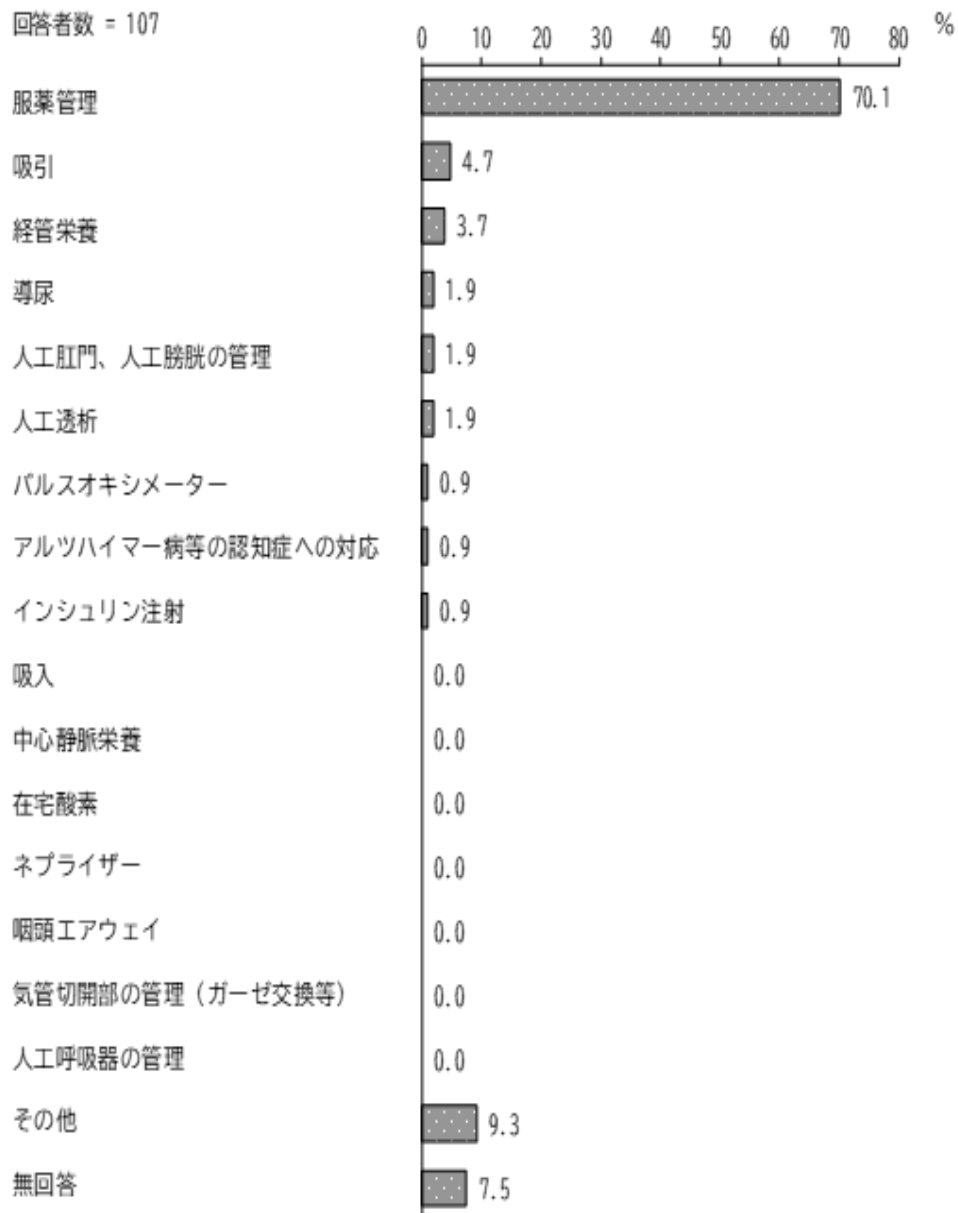 回答者数 = 107
0 10 20 30 40 50 60 70 80 %
服薬管理 70.1
吸引 4.7
経管栄養 3.7
導尿 1.9
人工肛門、人工膀胱の管理 1.9
人工透析 1.9
パルスオキシメーター 0.9
アルツハイマー病等の認知症への対応 0.9
インシュリン注射 0.9
吸入 0.0
中心静脈栄養 0.0
在宅酸素 0.0
ネブライザー 0.0
咽頭エアウェイ 0.0
気管切開部の管理（ガーゼ交換等） 0.0
人工呼吸器の管理 0.0
その他 9.3
無回答 7.5